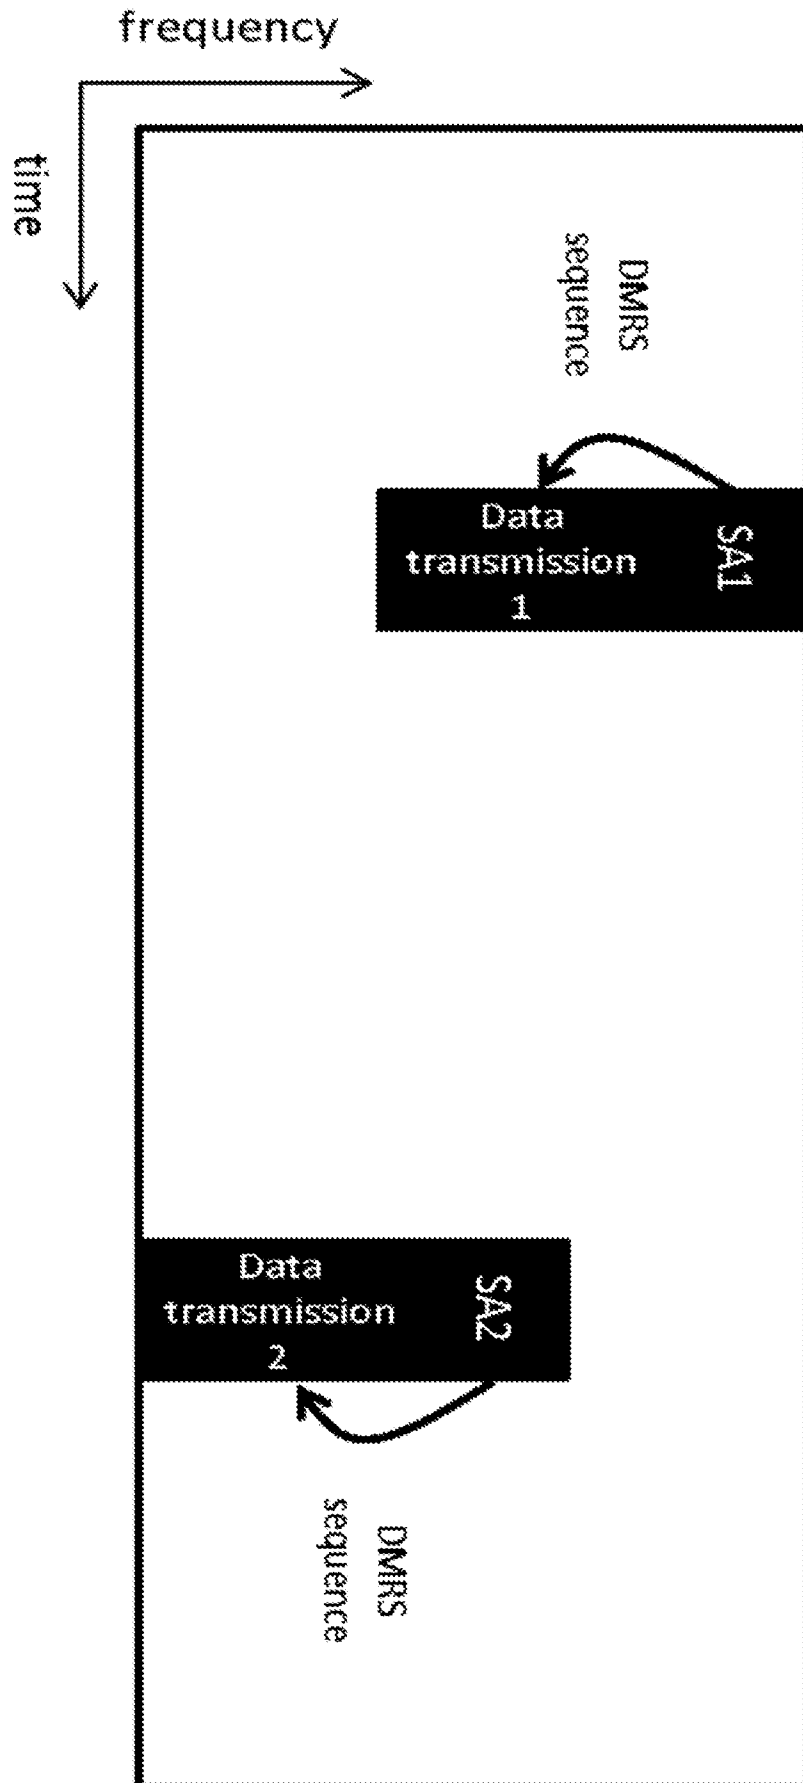 frequency
time
DMRS
sequence
Data
transmission
1
SA1
Data
transmission
2
SA2
DMRS
sequence